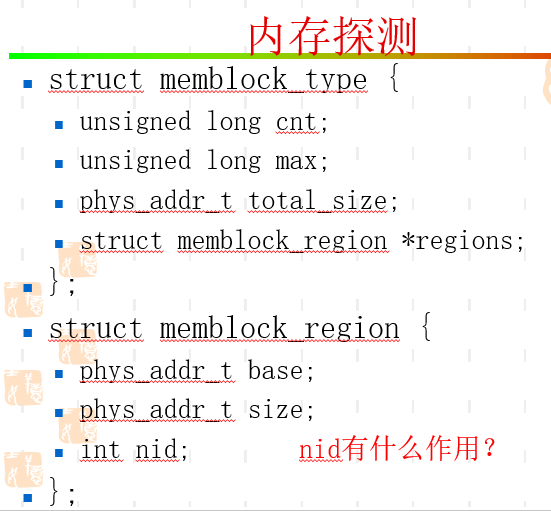 内存探测
struct memblock_type {
unsigned long cnt;
unsigned long max;
phys_addr_t total_size;
struct memblock_region *regions;
};
struct memblock_region {
phys_addr_t base;
phys_addr_t size;
int nid; nid有什么作用?
};